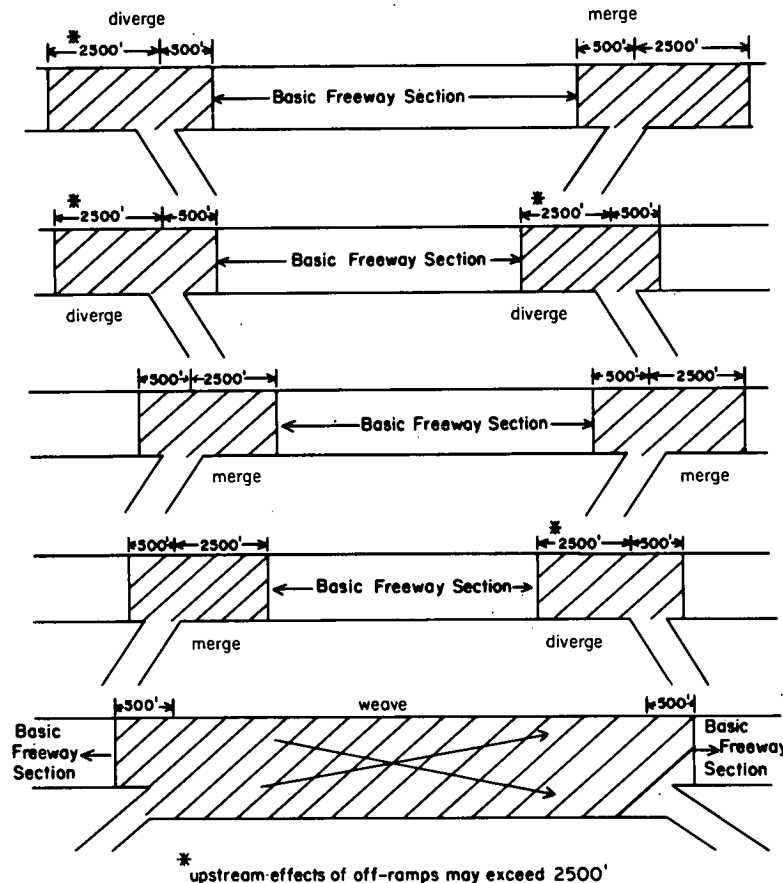 diverge
merge
*
2500' 500'
500' 2500'
Basic Freeway Section
*
2500' 500'
*
2500' 500'
Basic Freeway Section
diverge
diverge
500' 2500'
500' 2500'
Basic Freeway Section
merge
merge
500' 2500'
*
2500' 500'
Basic Freeway Section
merge
diverge
500'
weave
500'
Basic
Freeway
Section
Basic
Freeway
Section
*upstream effects of off-ramps may exceed 2500'